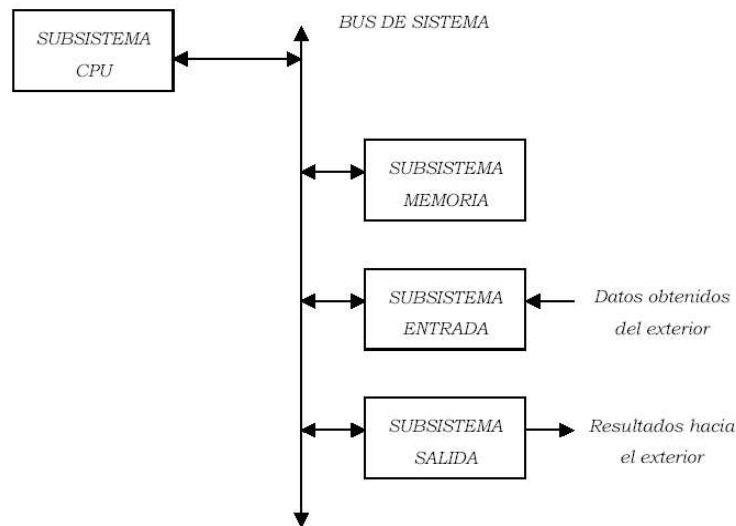 BUS DE SISTEMA
SUBSISTEMA
CPU
SUBSISTEMA
MEMORIA
SUBSISTEMA
ENTRADA
Datos obtenidos
del exterior
SUBSISTEMA
SALIDA
Resultados hacia
el exterior